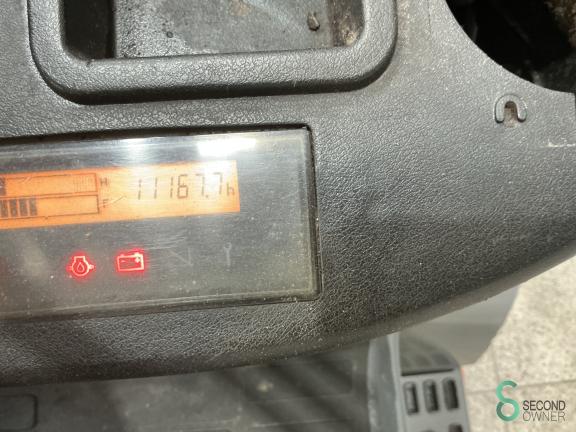 H
11167.7h
F
SECOND
OWNER